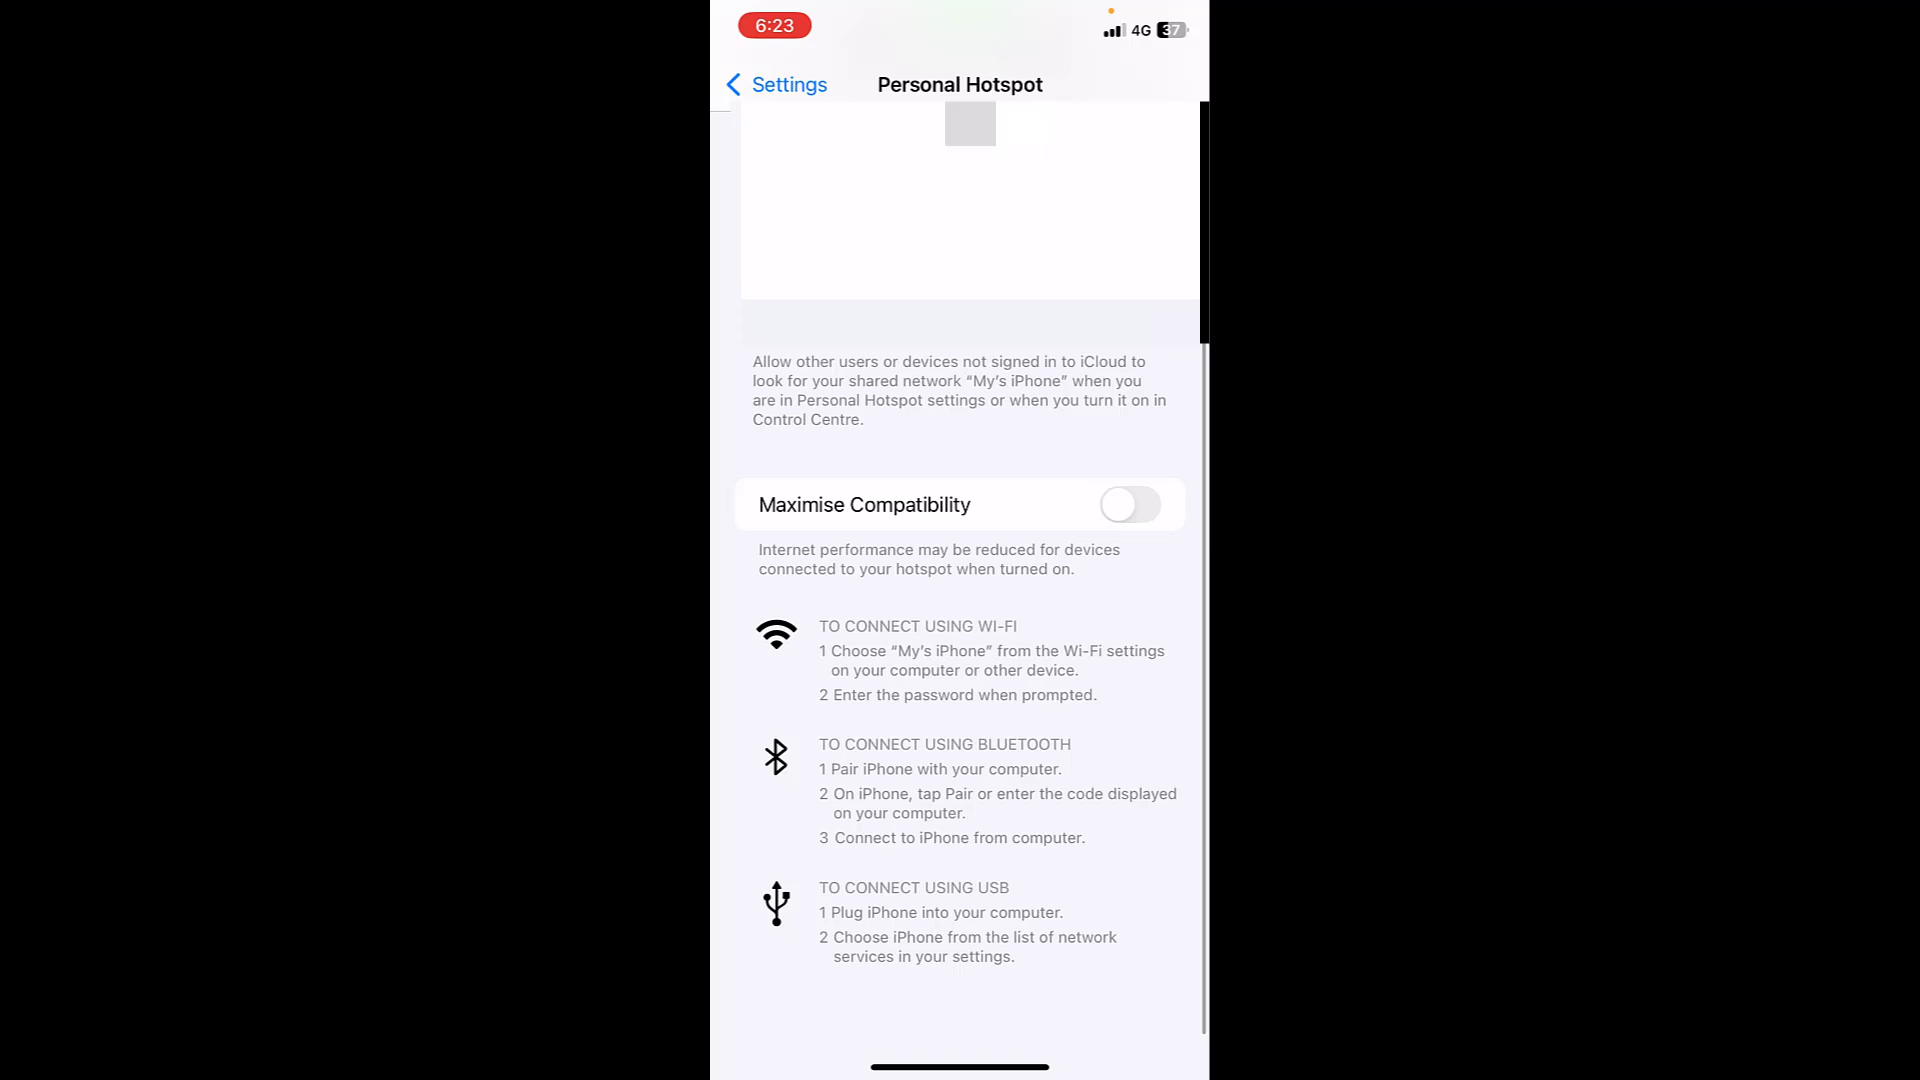 6:23
4G 37
Settings
Personal Hotspot
Allow other users or devices not signed in to iCloud to
look for your shared network “My’s iPhone” when you
are in Personal Hotspot settings or when you turn it on in
Control Centre.
Maximise Compatibility
Internet performance may be reduced for devices
connected to your hotspot when turned on.
TO CONNECT USING WI-FI
1 Choose “My’s iPhone” from the Wi-Fi settings
on your computer or other device.
2 Enter the password when prompted.
TO CONNECT USING BLUETOOTH
1 Pair iPhone with your computer.
2 On iPhone, tap Pair or enter the code displayed
on your computer.
3 Connect to iPhone from computer.
TO CONNECT USING USB
1 Plug iPhone into your computer.
2 Choose iPhone from the list of network
services in your settings.